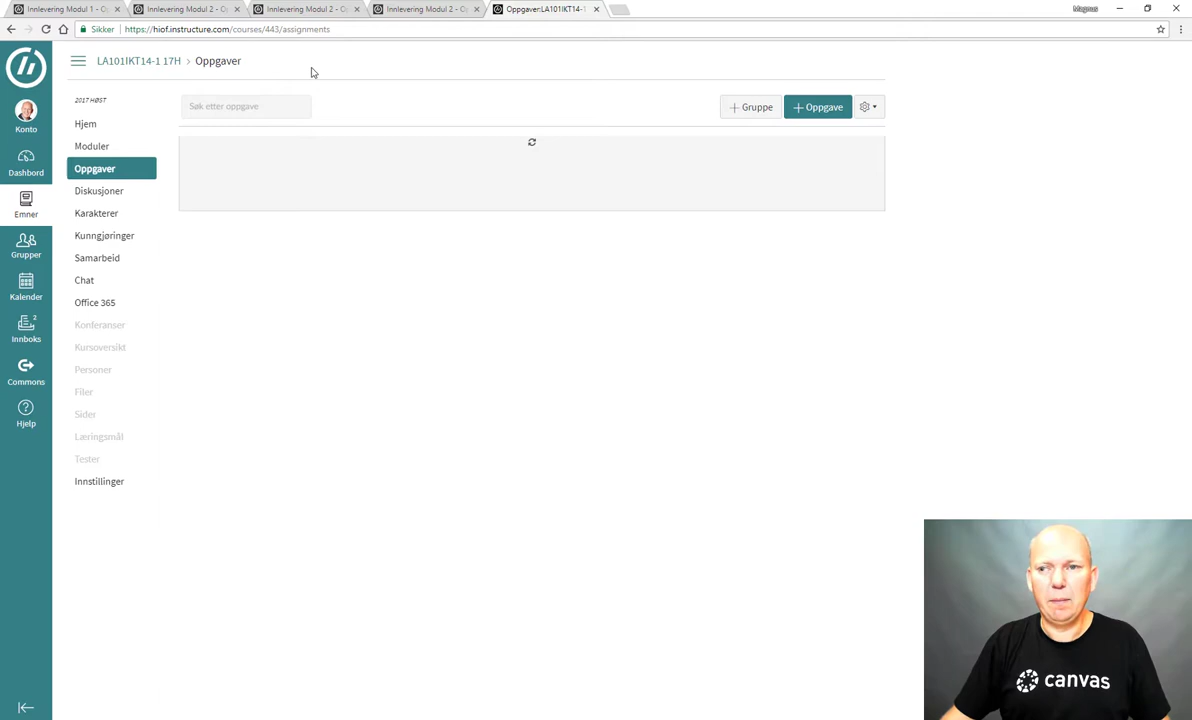 Innlevering Modul 1 - O
Innlevering Modul 2 - O
Innlevering Modul 2 - O
Innlevering Modul 2 - O
Oppgaver:LA101IKT14-1
Magnus
Sikker
https://hiof.instructure.com/courses/443/assignments
LA101IKT14-1 17H › Oppgaver
Konto
Dashbord
Emner
Grupper
Kalender
2
Innboks
Commons
Hjelp
2017 HØST
Hjem
Moduler
Oppgaver
Diskusjoner
Karakterer
Kunngjøringer
Samarbeid
Chat
Office 365
Konferanser
Kursoversikt
Personer
Filer
Sider
Læringsmål
Tester
Innstillinger
Søk etter oppgave
+ Gruppe
+ Oppgave
canvas